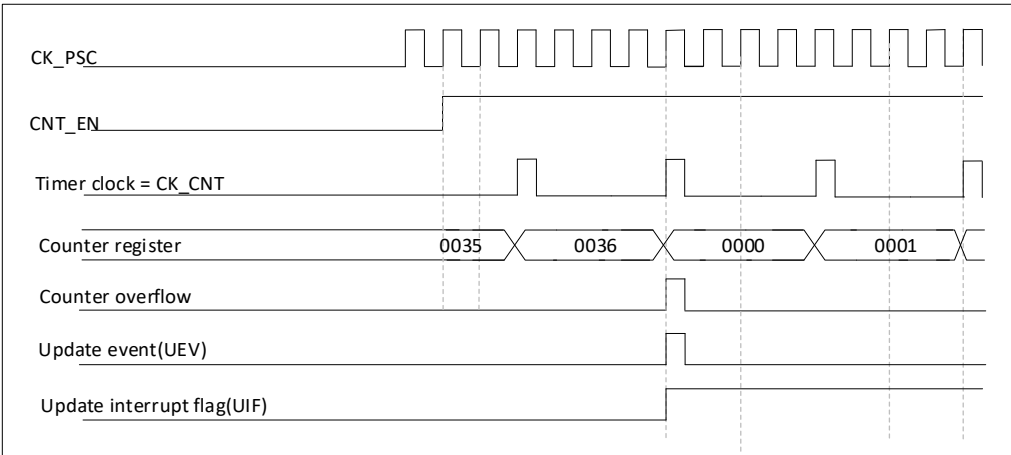 CK_PSC
CNT_EN
Timer clock = CK_CNT
Counter register 0035 0036 0000 0001
Counter overflow
Update event(UEV)
Update interrupt flag(UIF)